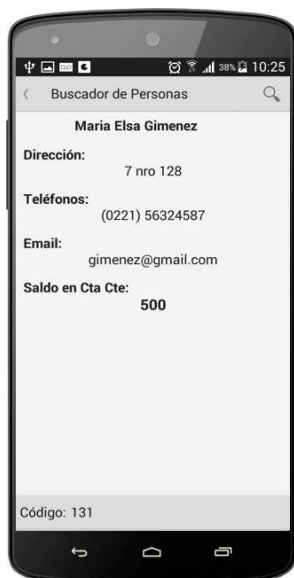 38% 10:25
Buscador de Personas
Maria Elsa Gimenez
Dirección:
7 nro 128
Teléfonos:
(0221) 56324587
Email:
gimenez@gmail.com
Saldo en Cta Cte:
500
Código: 131